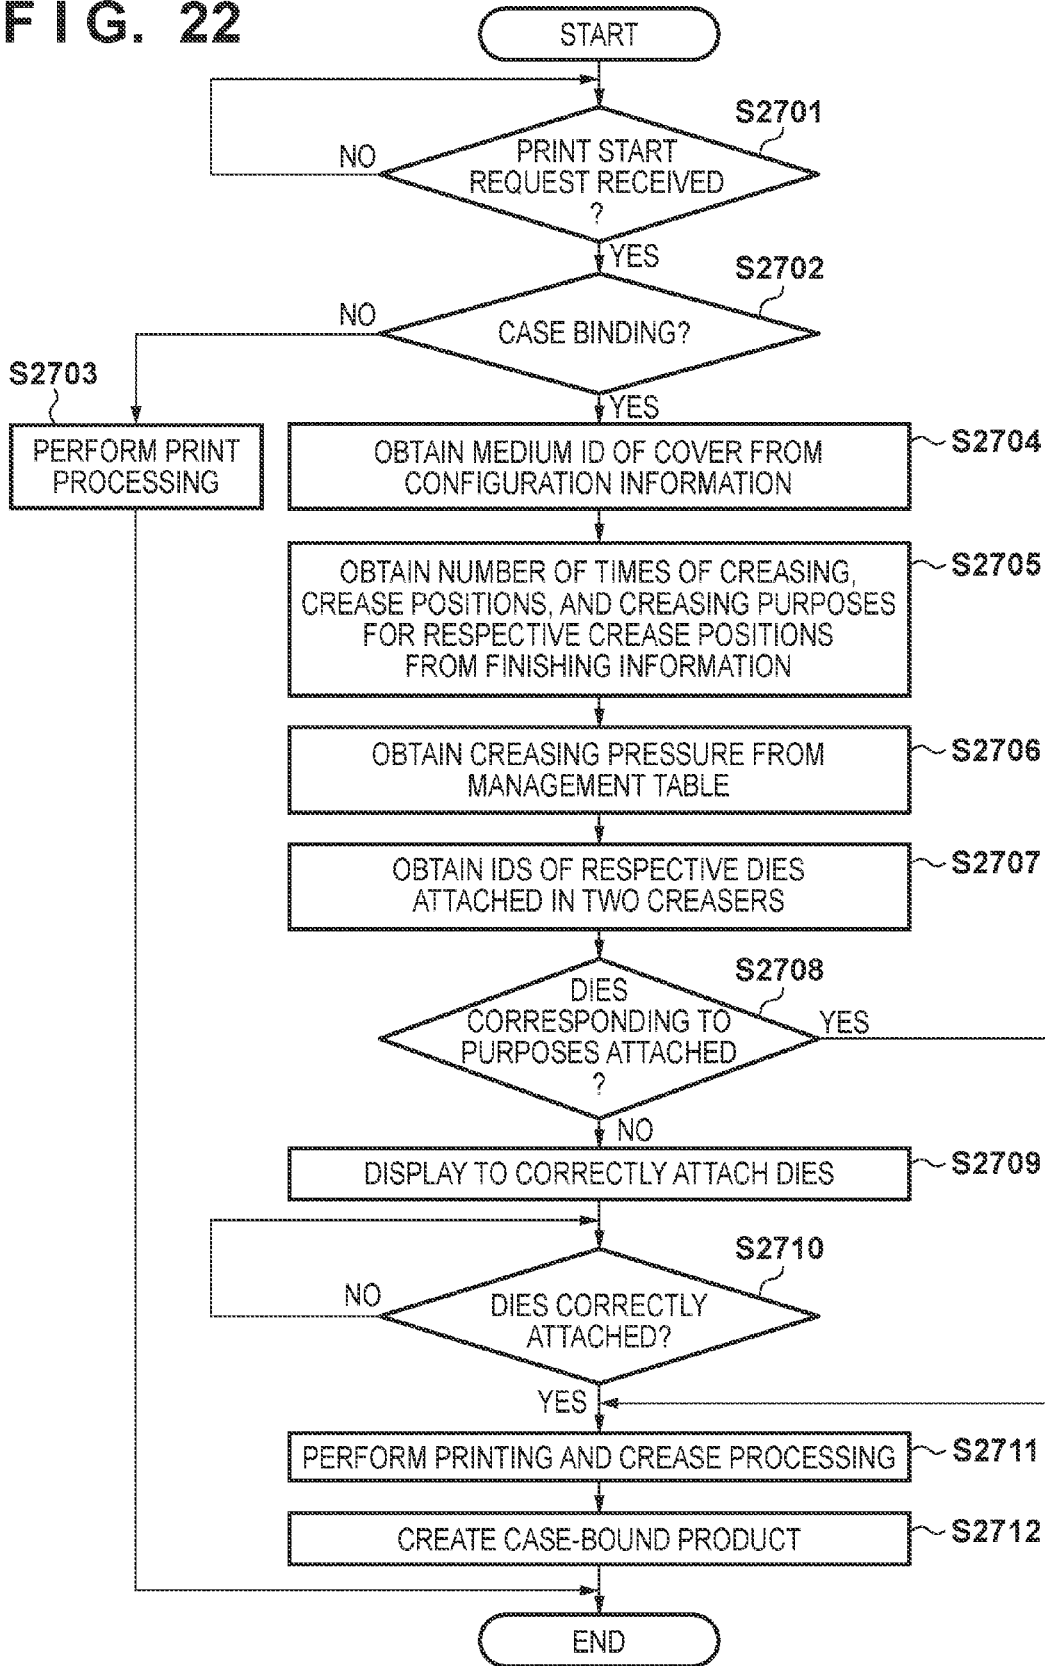 FIG. 22
START
S2701
NO
PRINT START
REQUEST RECEIVED
?
YES
S2702
NO
CASE BINDING?
S2703
YES
PERFORM PRINT
PROCESSING
OBTAIN MEDIUM ID OF COVER FROM
CONFIGURATION INFORMATION
S2704
OBTAIN NUMBER OF TIMES OF CREASING,
CREASE POSITIONS, AND CREASING PURPOSES
FOR RESPECTIVE CREASE POSITIONS
FROM FINISHING INFORMATION
S2705
OBTAIN CREASING PRESSURE FROM
MANAGEMENT TABLE
S2706
OBTAIN IDS OF RESPECTIVE DIES
ATTACHED IN TWO CREASERS
S2707
S2708
DIES
CORRESPONDING TO
PURPOSES ATTACHED
?
YES
NO
DISPLAY TO CORRECTLY ATTACH DIES
S2709
S2710
NO
DIES CORRECTLY
ATTACHED?
YES
PERFORM PRINTING AND CREASE PROCESSING
S2711
CREATE CASE-BOUND PRODUCT
S2712
END